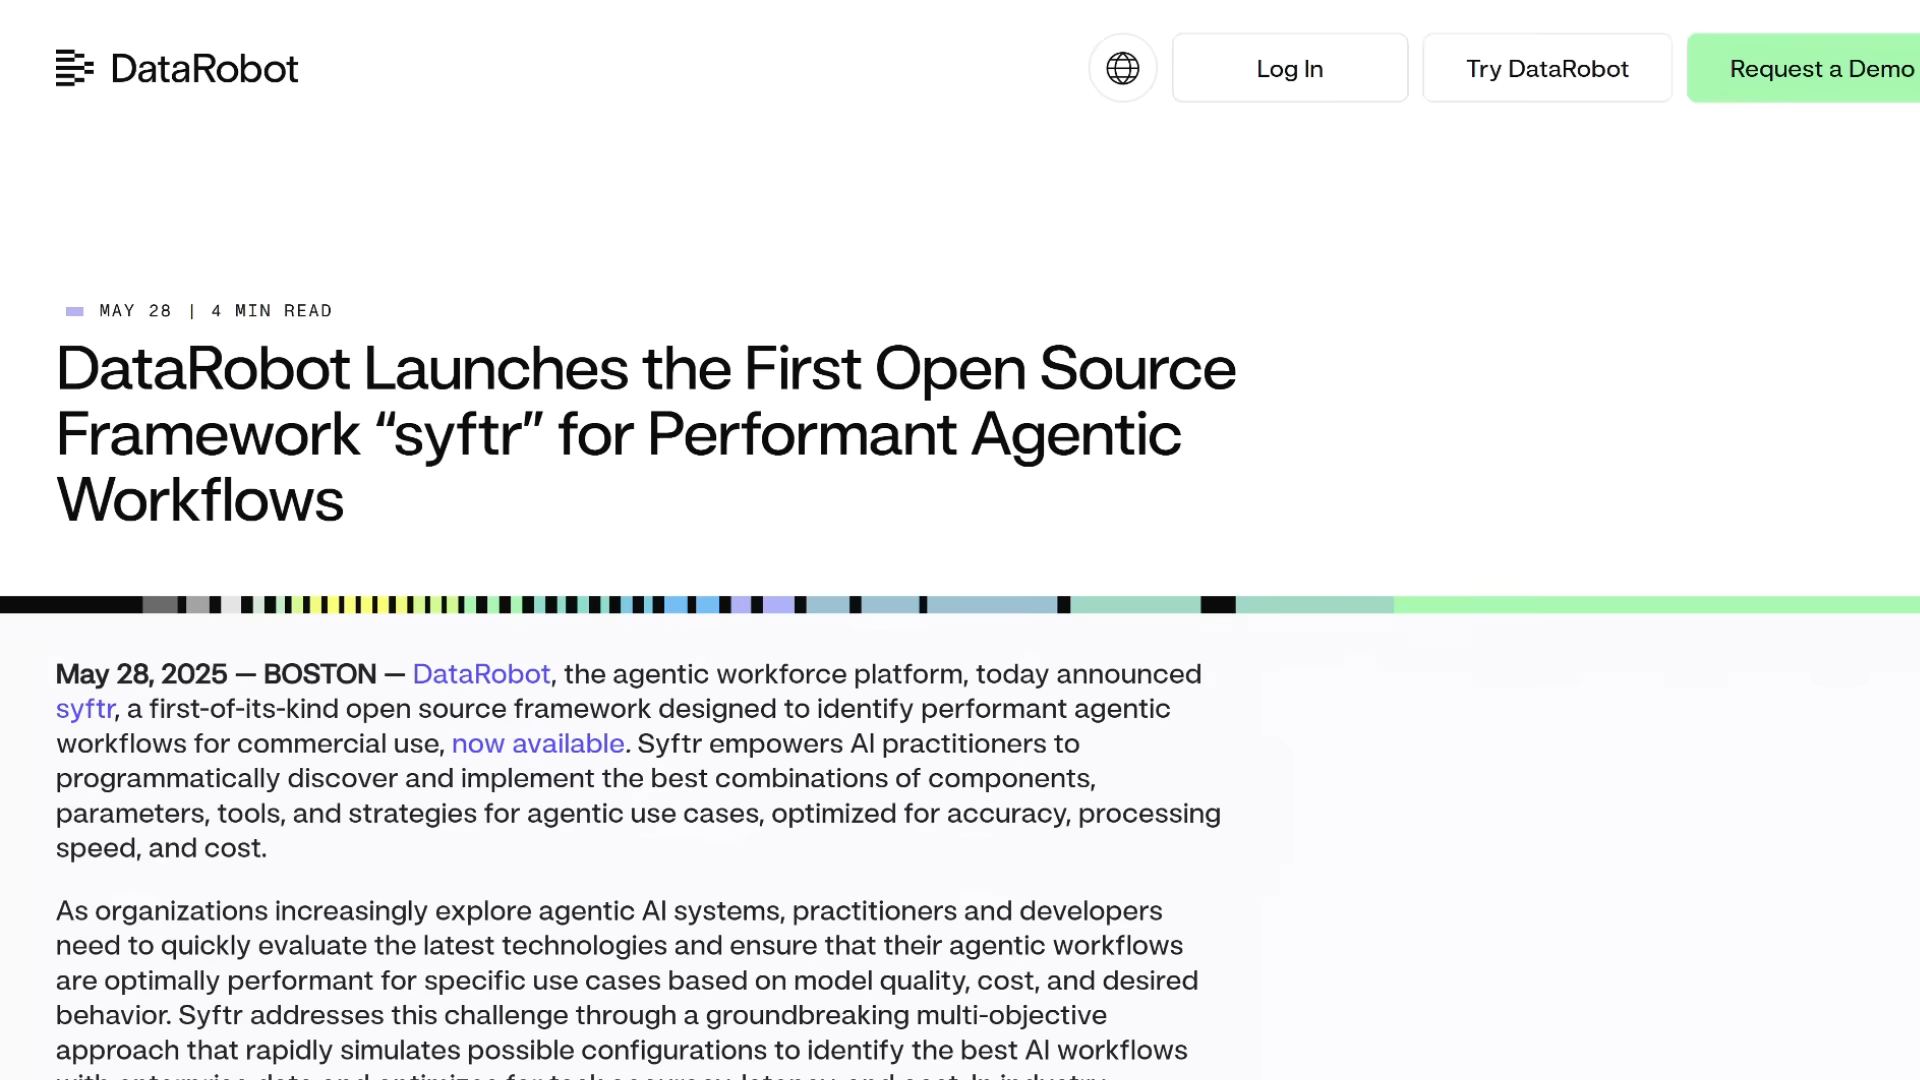 DataRobot
Log In
Try DataRobot
Request a Demo
MAY 28 | 4 MIN READ
DataRobot Launches the First Open Source
Framework “syftr” for Performant Agentic
Workflows
May 28, 2025 — BOSTON — DataRobot, the agentic workforce platform, today announced
syftr, a first-of-its-kind open source framework designed to identify performant agentic
workflows for commercial use, now available. Syftr empowers AI practitioners to
programmatically discover and implement the best combinations of components,
parameters, tools, and strategies for agentic use cases, optimized for accuracy, processing
speed, and cost.
As organizations increasingly explore agentic AI systems, practitioners and developers
need to quickly evaluate the latest technologies and ensure that their agentic workflows
are optimally performant for specific use cases based on model quality, cost, and desired
behavior. Syftr addresses this challenge through a groundbreaking multi-objective
approach that rapidly simulates possible configurations to identify the best AI workflows